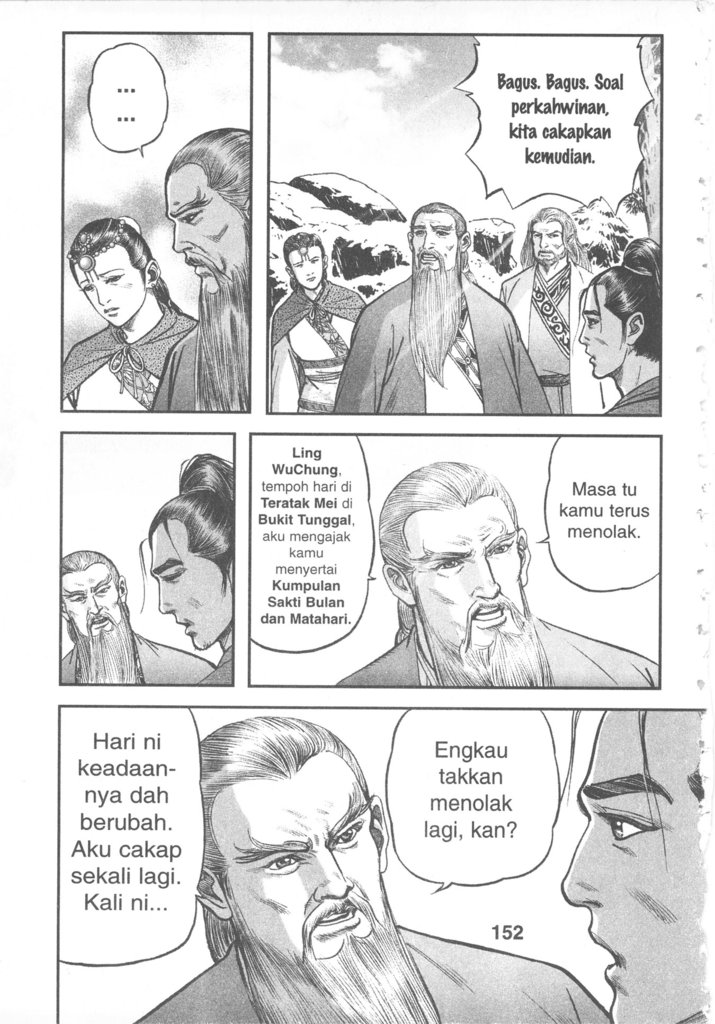 ...
...
Bagus. Bagus. Soal
perkahwinan,
kita cakapkan
kemudian.
Ling
WuChung,
tempoh hari di
Teratak Mei di
Bukit Tunggal,
aku mengajak
kamu
menyertai
Kumpulan
Sakti Bulan
dan Matahari.
Masa tu
kamu terus
menolak.
Hari ni
keadaan-
nya dah
berubah.
Aku cakap
sekali lagi.
Kali ni...
Engkau
takkan
menolak
lagi, kan?
152